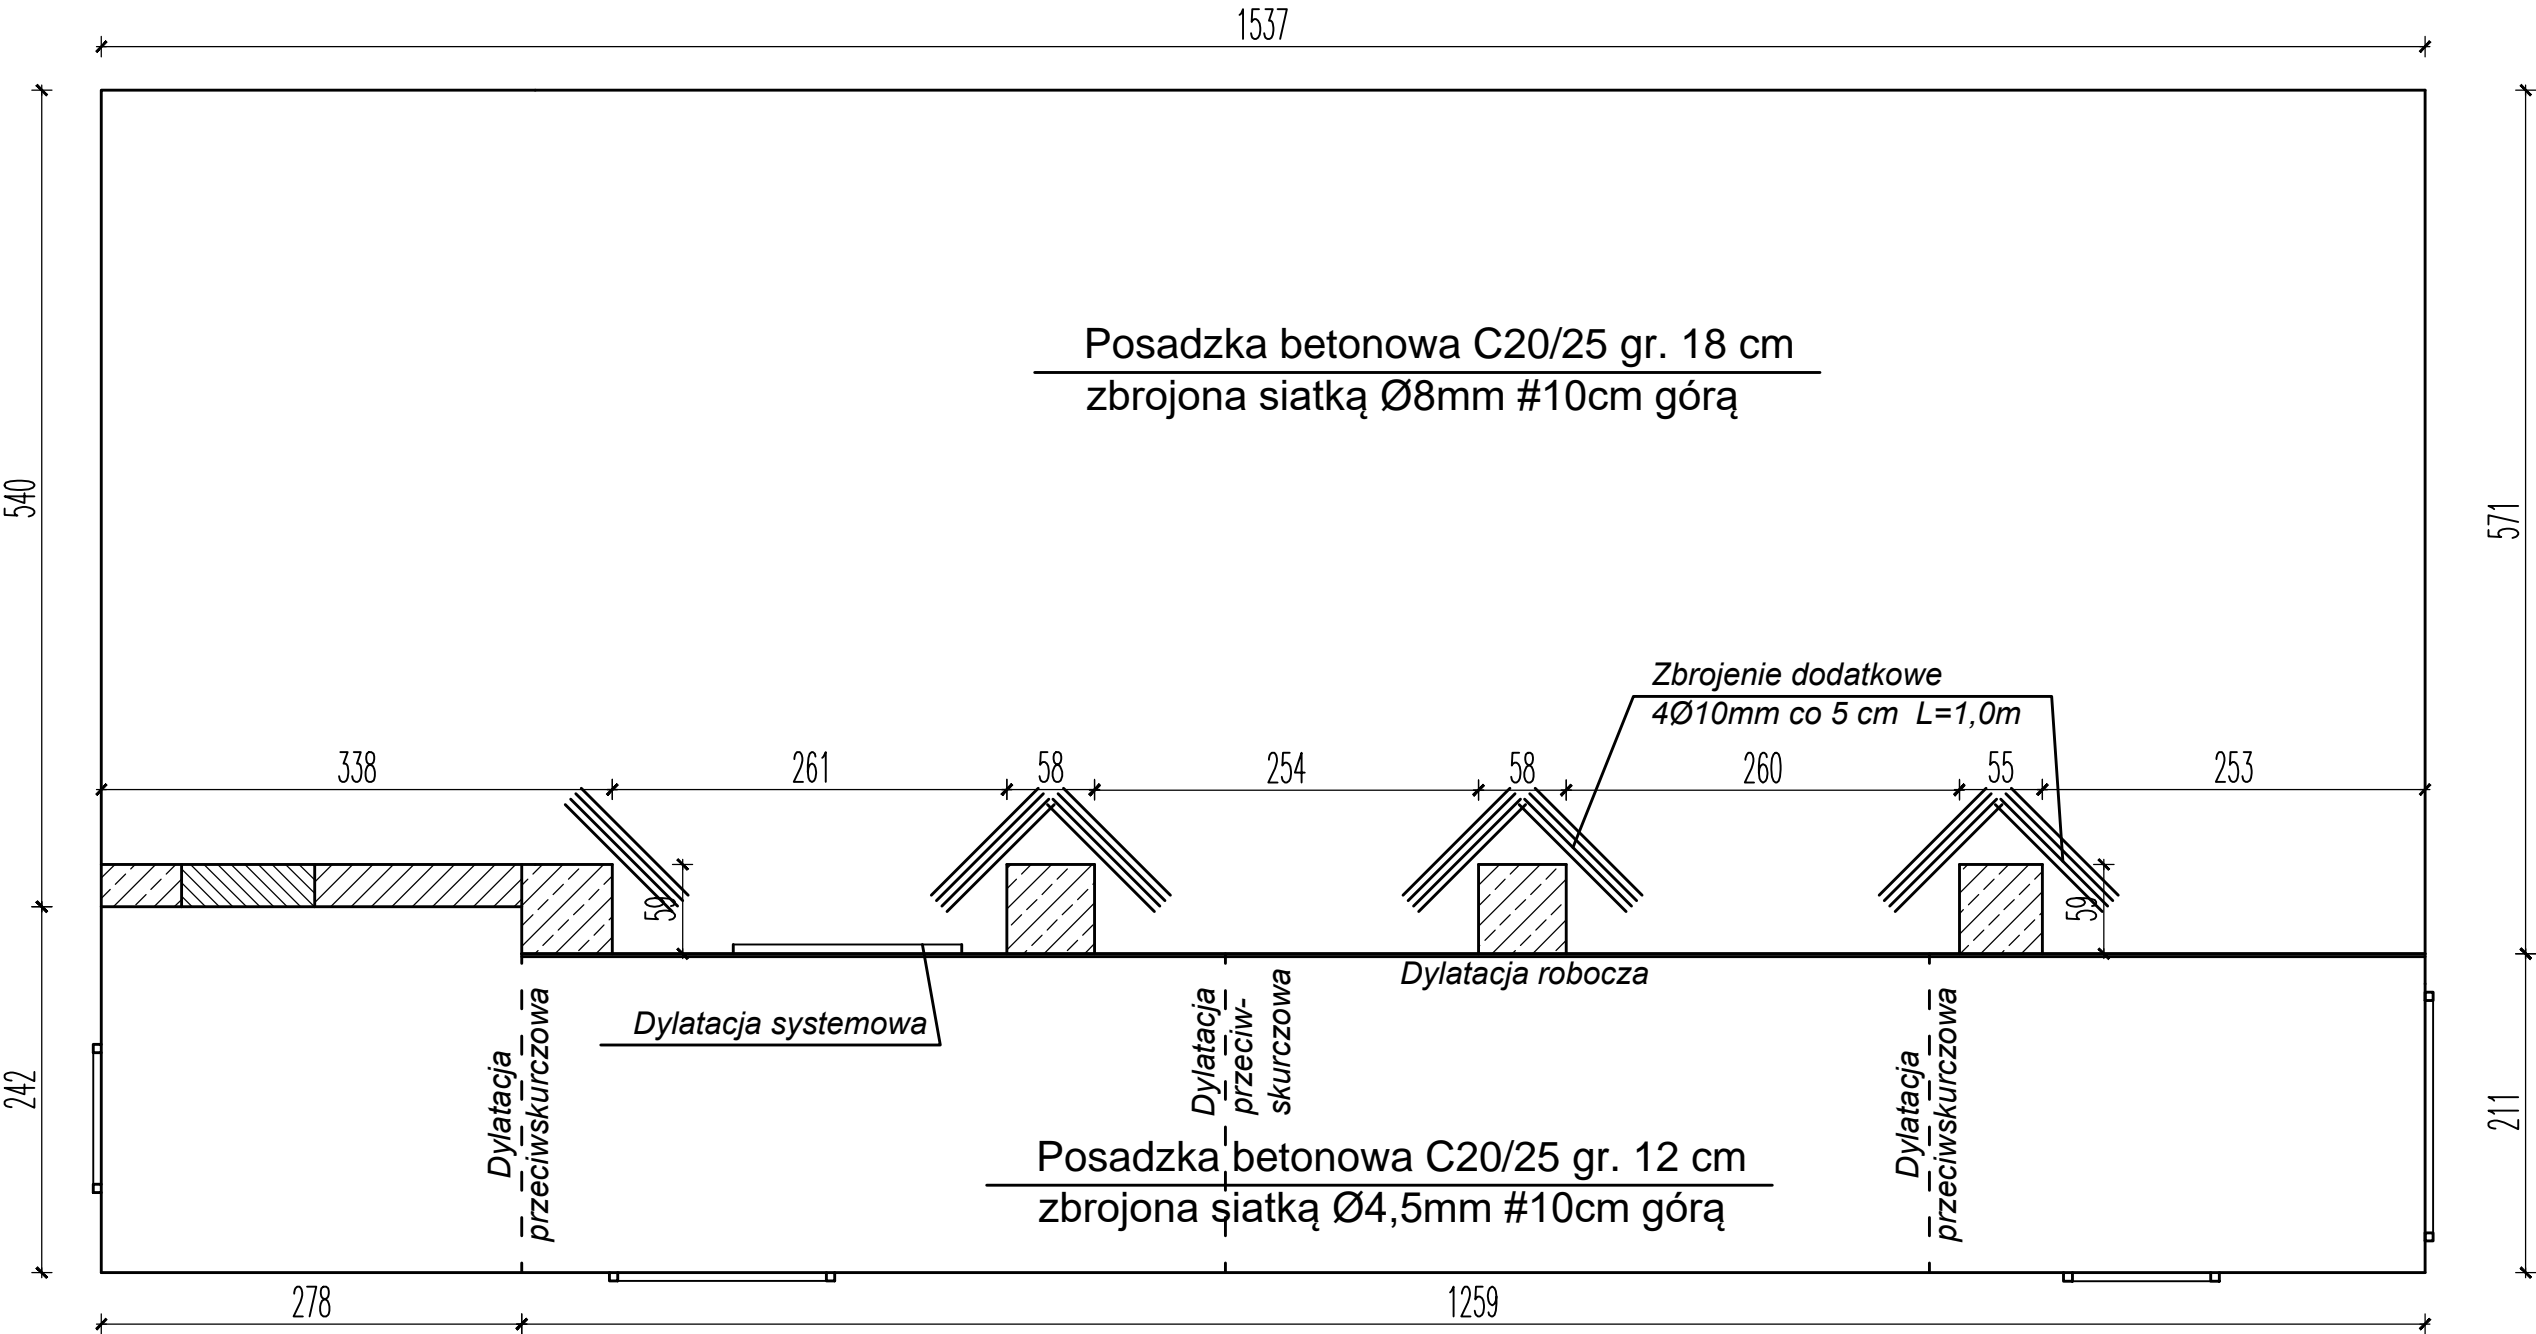 1537
Posadzka betonowa C20/25 gr. 18 cm
zbrojona siatką Ø8mm #10cm górą
540
571
Zbrojenie dodatkowe
4Ø10mm co 5 cm L=1,0m
338
261
58
254
58
260
55
253
59
59
Dylatacja robocza
Dylatacja systemowa
Dylatacja
przeciwskurczowa
Dylatacja
przeciw-
skurczowa
Dylatacja
przeciwskurczowa
242
211
Posadzka betonowa C20/25 gr. 12 cm
zbrojona siatką Ø4,5mm #10cm górą
278
1259